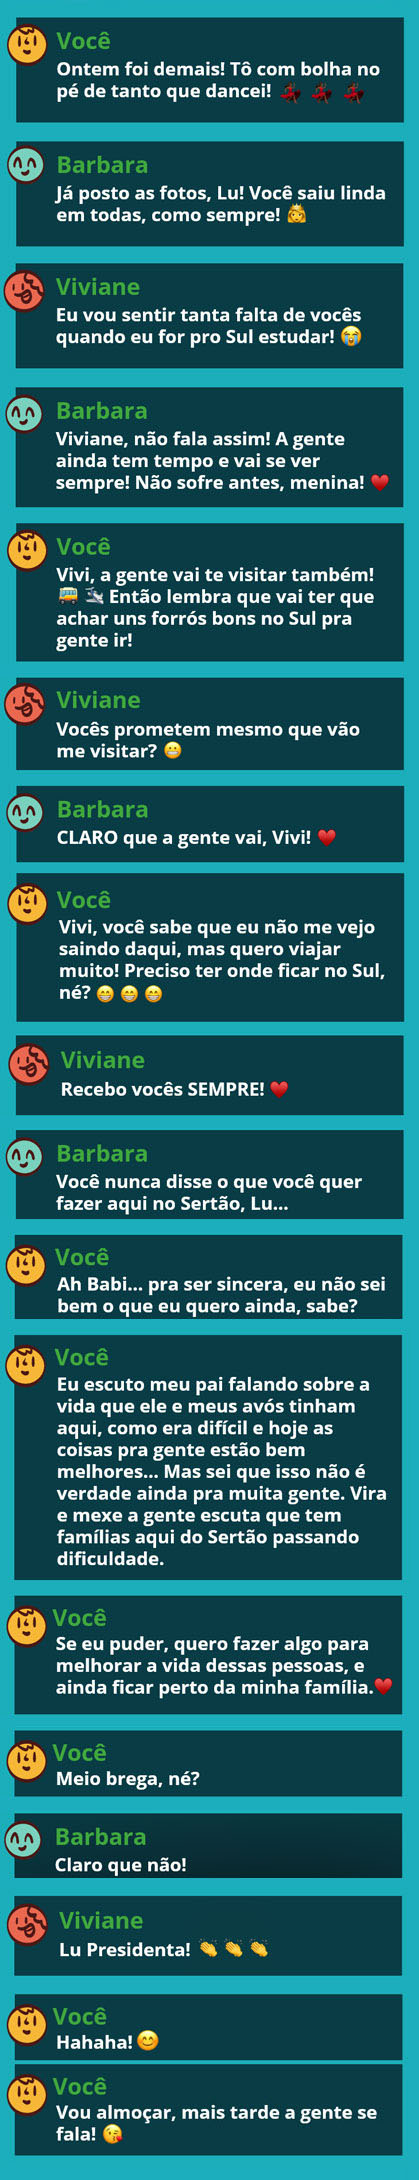 Você
Ontem foi demais! Tô com bolha no
pé de tanto que dancei! 💃 💃 💃
Barbara
Já posto as fotos, Lu! Você saiu linda
em todas, como sempre! 👸
Viviane
Eu vou sentir tanta falta de vocês
quando eu for pro Sul estudar! 😭
Barbara
Viviane, não fala assim! A gente
ainda tem tempo e vai se ver
sempre! Não sofre antes, menina! ♥
Você
Vivi, a gente vai te visitar também!
🚌 🛩 Então lembra que vai ter que
achar uns forrós bons no Sul pra
gente ir!
Viviane
Vocês prometem mesmo que vão
me visitar? 😬
Barbara
CLARO que a gente vai, Vivi! ♥
Você
Vivi, você sabe que eu não me vejo
saindo daqui, mas quero viajar
muito! Preciso ter onde ficar no Sul,
né? 😁 😁 😁
Viviane
Recebo vocês SEMPRE! ♥
Barbara
Você nunca disse o que você quer
fazer aqui no Sertão, Lu...
Você
Ah Babi... pra ser sincera, eu não sei
bem o que eu quero ainda, sabe?
Você
Eu escuto meu pai falando sobre a
vida que ele e meus avós tinham
aqui, como era difícil e hoje as
coisas pra gente estão bem
melhores... Mas sei que isso não é
verdade ainda pra muita gente. Vira
e mexe a gente escuta que tem
famílias aqui do Sertão passando
dificuldade.
Você
Se eu puder, quero fazer algo para
melhorar a vida dessas pessoas, e
ainda ficar perto da minha família.♥
Você
Meio brega, né?
Barbara
Claro que não!
Viviane
Lu Presidenta! 👏 👏 👏
Você
Hahaha! 😊
Você
Vou almoçar, mais tarde a gente se
fala! 😘